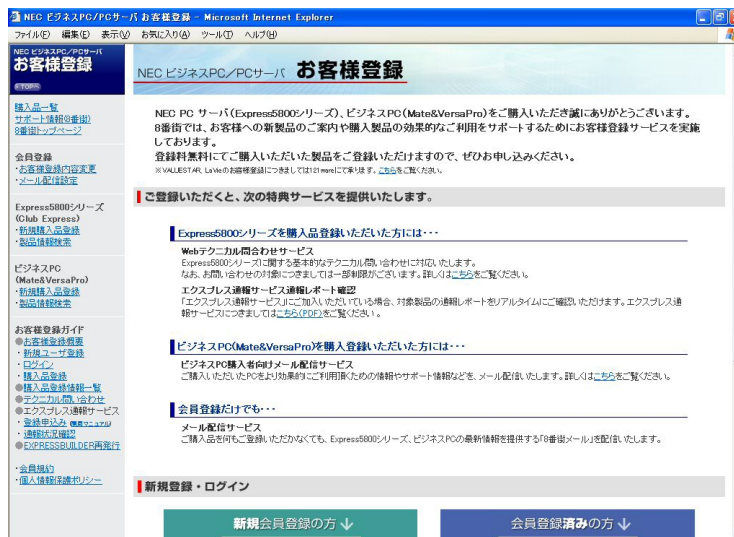 NEC ビジネスPC/PCサーバ お客様登録 - Microsoft Internet Explorer
ファイル(F) 編集(E) 表示(V) お気に入り(A) ツール(T) ヘルプ(H)
NEC ビジネスPC/PCサーバ
お客様登録
TOPへ
購入品一覧
サポート情報(8番街)
8番街トップページ
会員登録
・お客様登録内容変更
・メール配信設定
Express5800シリーズ
(Club Express)
・新規購入品登録
・製品情報検索
ビジネスPC
(Mate&VersaPro)
・新規購入品登録
・製品情報検索
お客様登録ガイド
●お客様登録概要
・新規ユーザ登録
・ログイン
・購入品登録
●購入品登録情報一覧
●テクニカル問い合わせ
●エクスプレス通報サービス
・登録申込み (簡易マニュアル)
・通報状況確認
●EXPRESSBUILDER再発行
・会員規約
・個人情報保護ポリシー
NEC ビジネスPC/PCサーバ お客様登録
NEC PC サーバ(Express5800シリーズ)、ビジネスPC(Mate&VersaPro)をご購入いただき誠にありがとうございます。
8番街では、お客様への新製品のご案内や購入製品の効果的なご利用をサポートするためにお客様登録サービスを実施
しております。
登録料無料にてご購入いただいた製品をご登録いただけますので、ぜひお申し込みください。
※VALUESTAR, LaVieのお客様登録につきましては121wareにて承ります。こちらをご覧ください。
ご登録いただくと、次の特典サービスを提供いたします。
Express5800シリーズを購入品登録いただいた方には・・・
Webテクニカル問合わせサービス
Express5800シリーズに関する基本的なテクニカル問い合わせに対応いたします。
なお、お問い合わせの対象につきましては一部制限がございます。詳しくはこちらをご覧ください。
エクスプレス通報サービス通報レポート確認
「エクスプレス通報サービス」にご加入いただいている場合、対象製品の通報レポートをリアルタイムにご確認いただけます。エクスプレス通
報サービスにつきましてはこちら(PDF)をご覧ください。
ビジネスPC(Mate&VersaPro)を購入登録いただいた方には・・・
ビジネスPC購入者向けメール配信サービス
ご購入いただいたPCをより効果的にご利用頂くための情報やサポート情報などを、メール配信いたします。詳しくはこちらをご覧ください。
会員登録だけでも・・・
メール配信サービス
ご購入品を何もご登録いただかなくても、Express5800シリーズ、ビジネスPCの最新情報を提供する「8番街メール」を配信いたします。
新規登録・ログイン
新規会員登録の方↓
会員登録済みの方↓